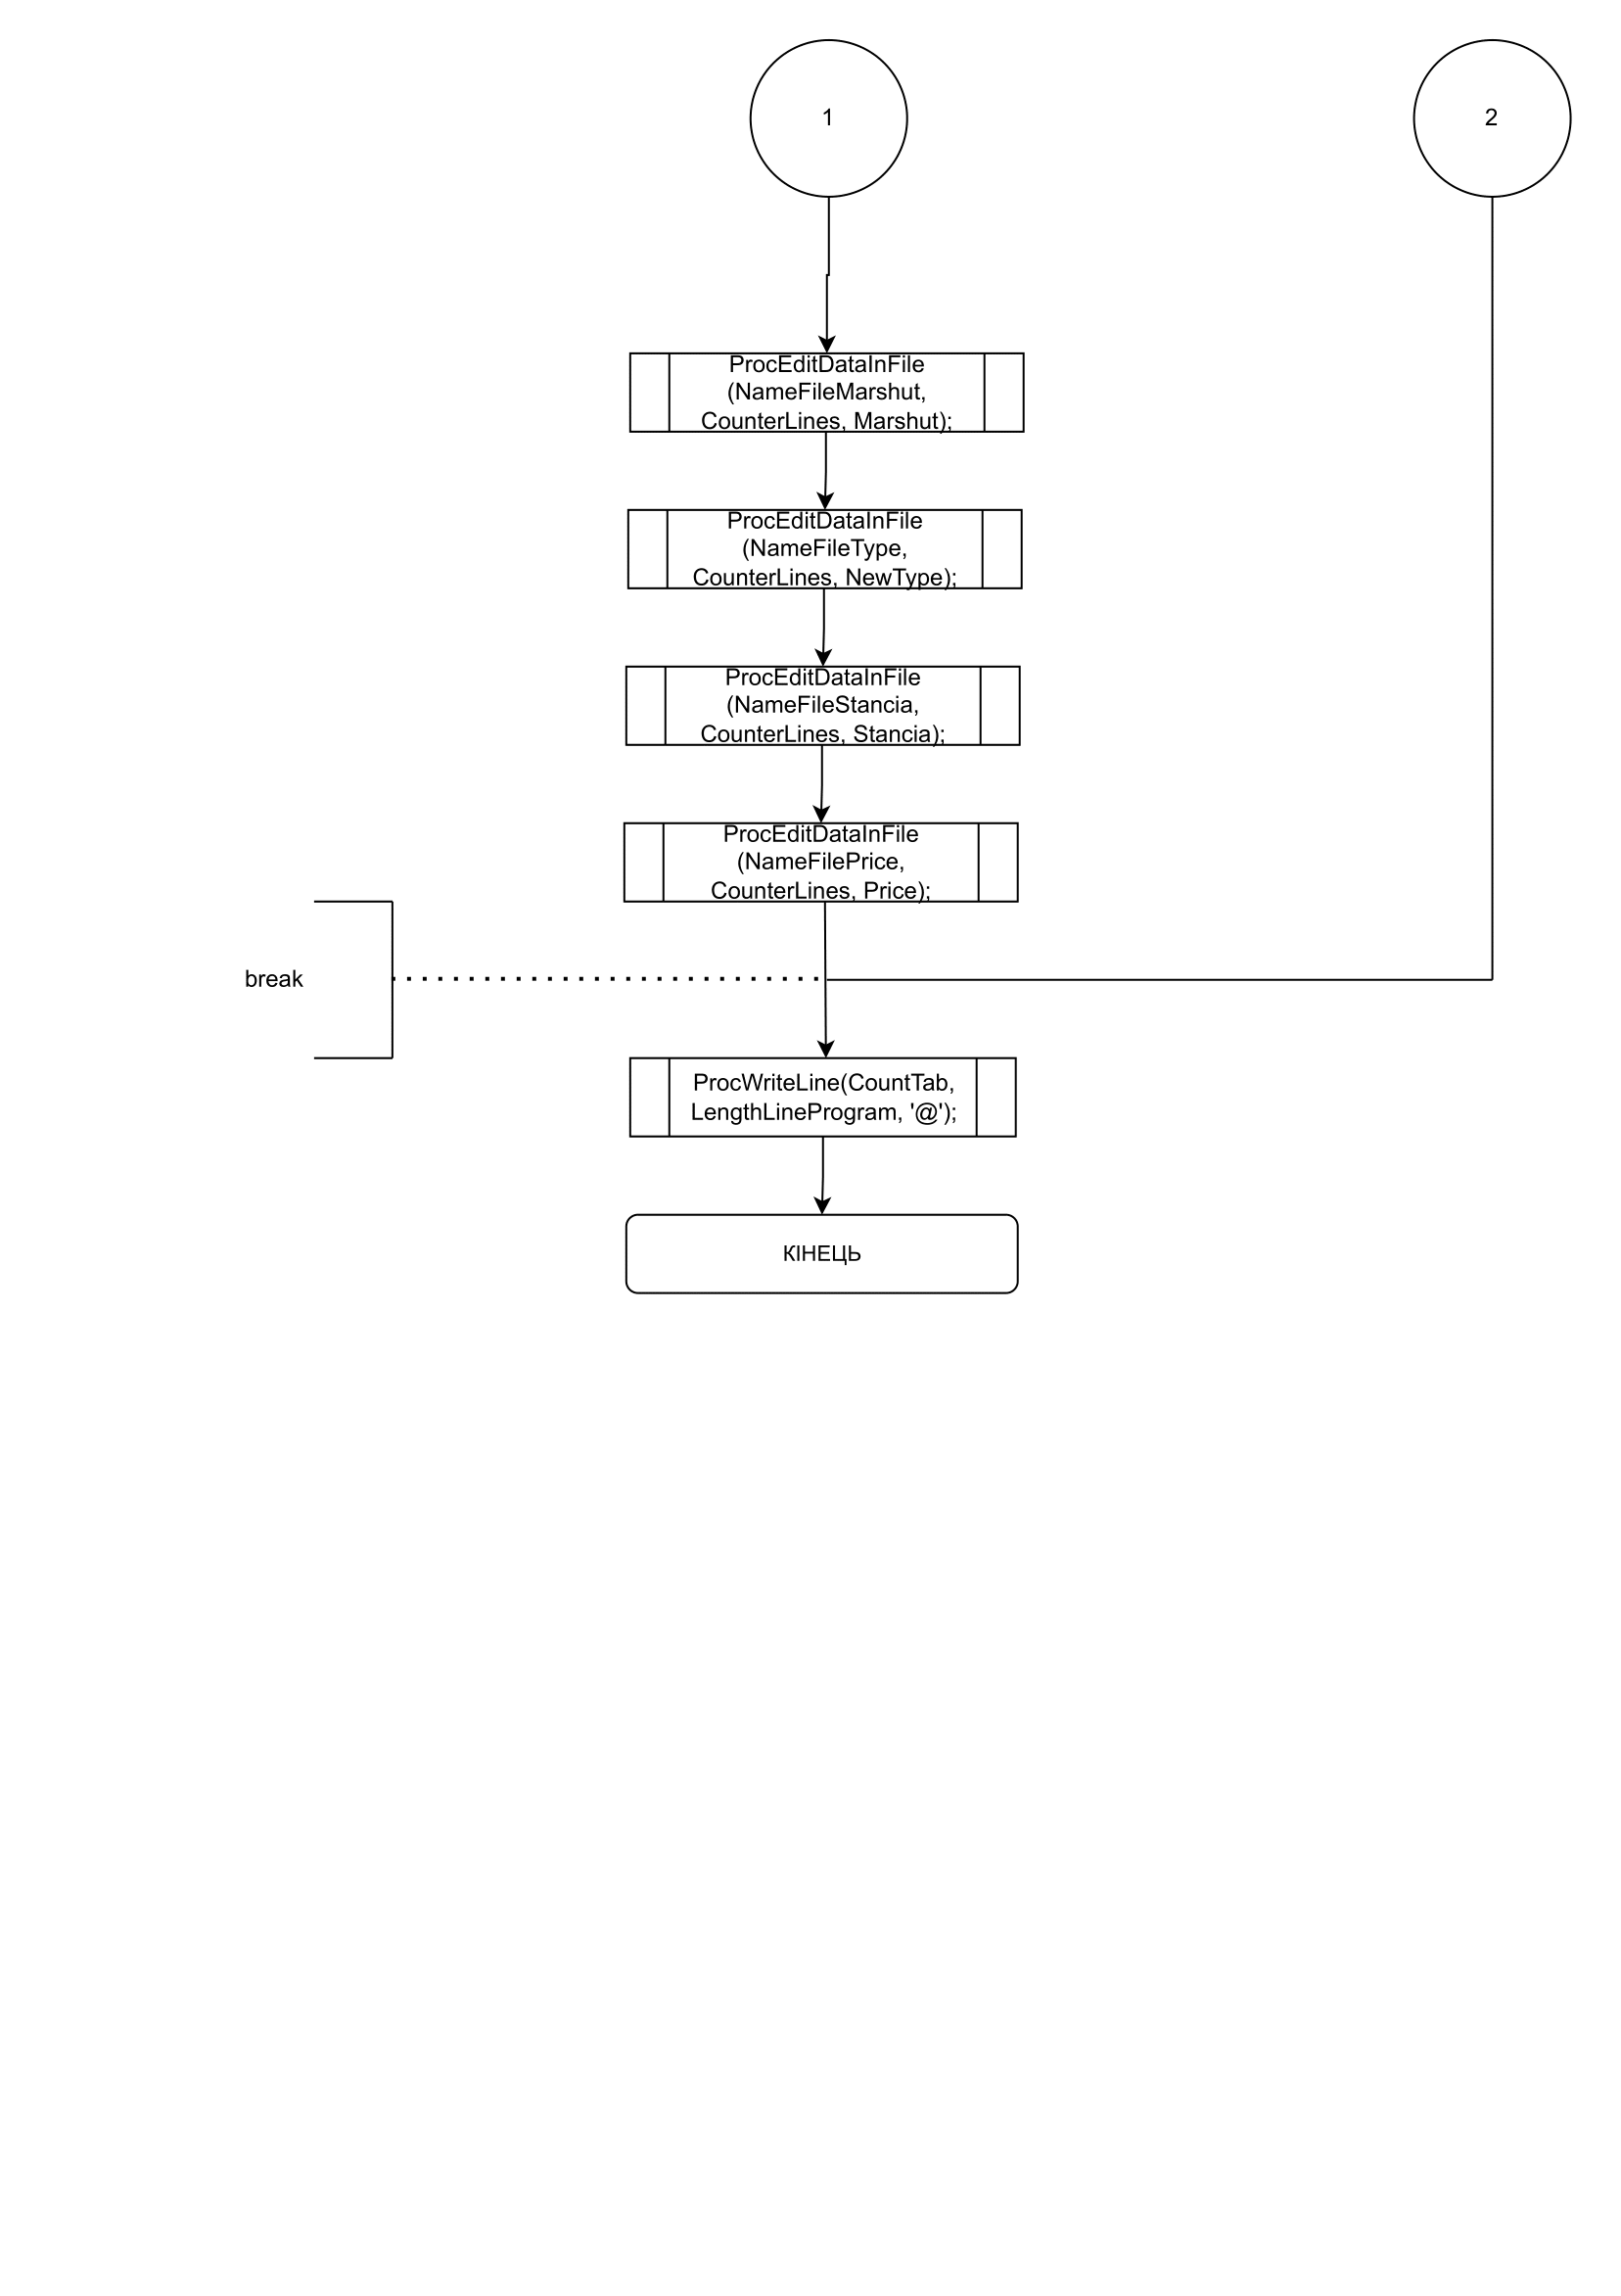 1
2
ProcEditDataInFile
(NameFileMarshut,
CounterLines, Marshut);
ProcEditDataInFile
(NameFileType,
CounterLines, NewType);
ProcEditDataInFile
(NameFileStancia,
CounterLines, Stancia);
ProcEditDataInFile
(NameFilePrice,
CounterLines, Price);
break
ProcWriteLine(CountTab,
LengthLineProgram, '@');
КІНЕЦЬ